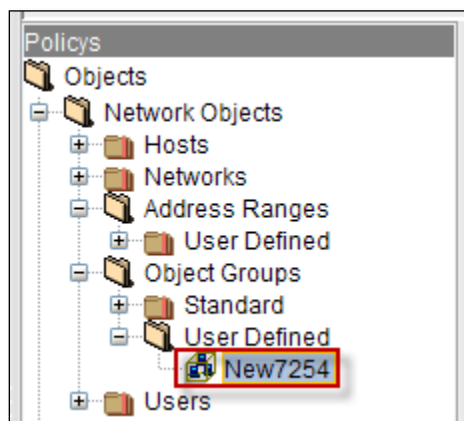 Policys
Objects
Network Objects
Hosts
Networks
Address Ranges
User Defined
Object Groups
Standard
User Defined
New7254
Users